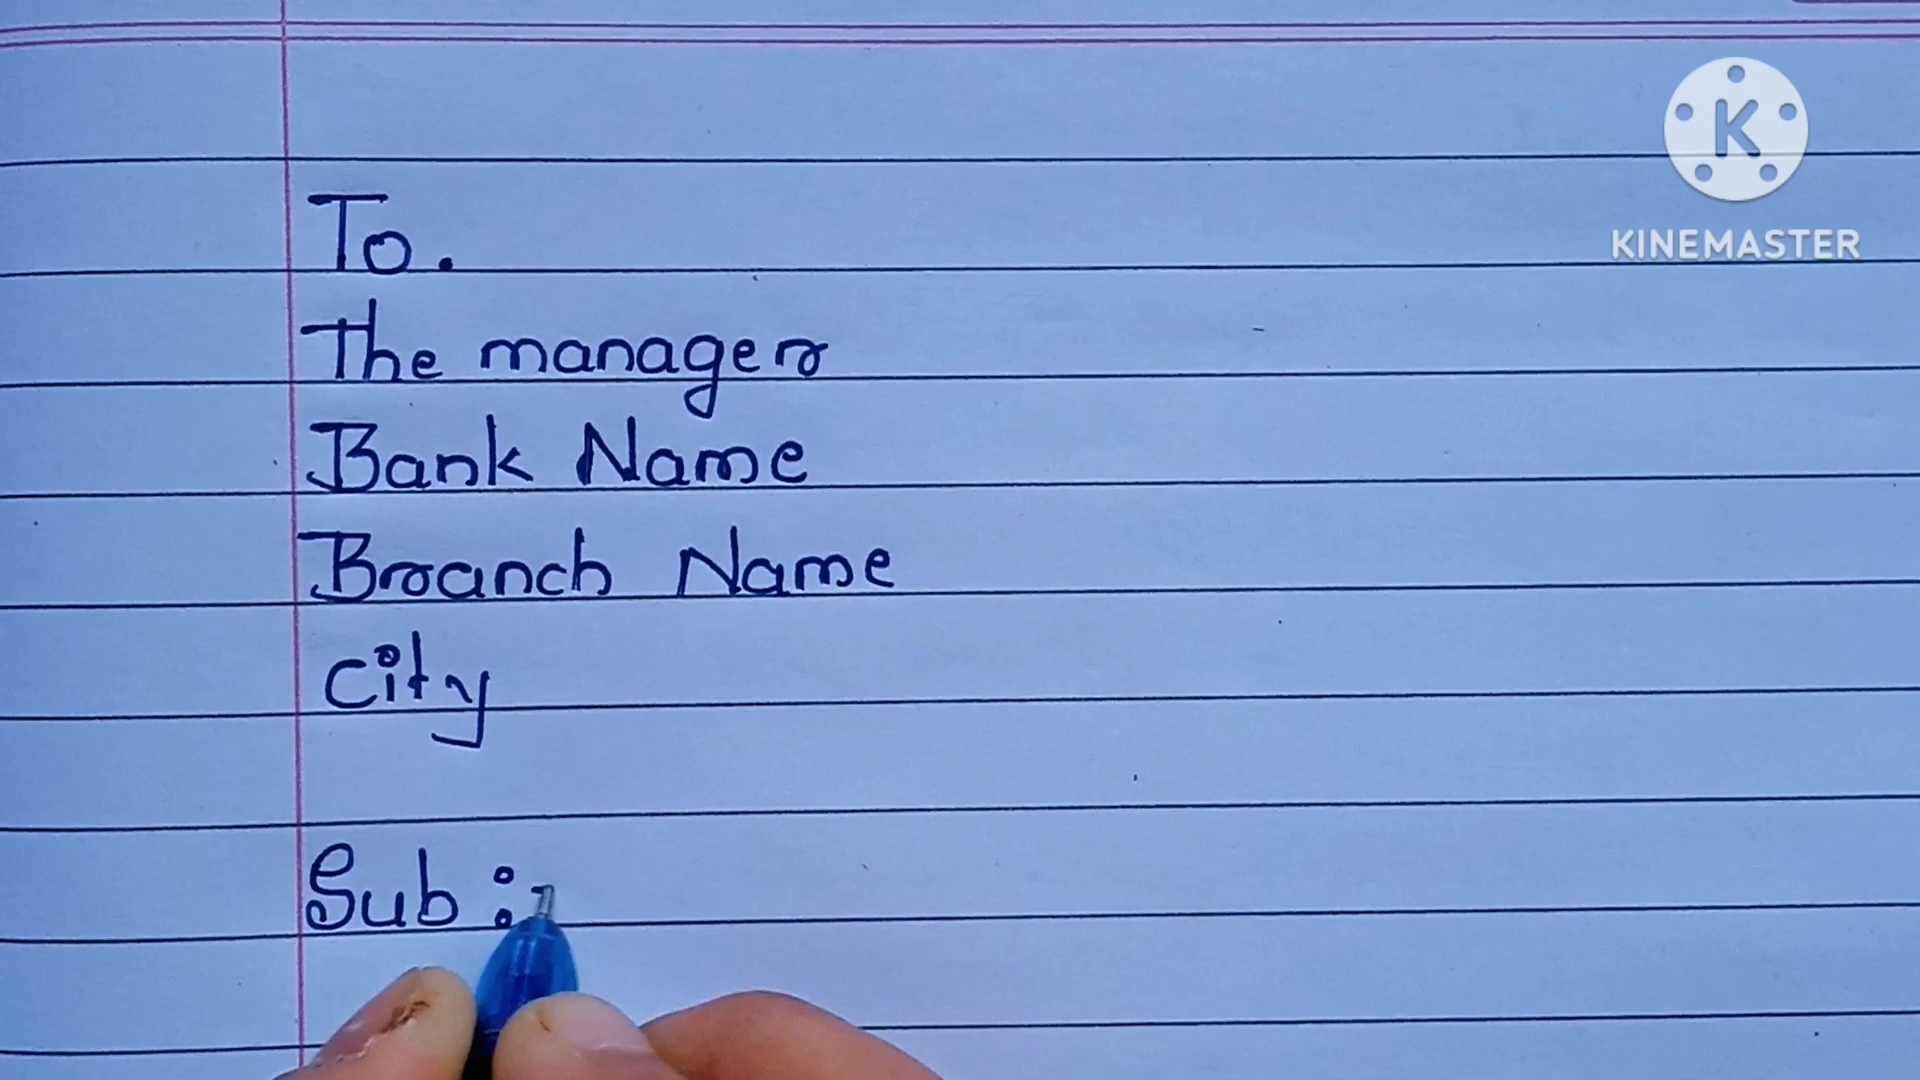 To.
The manager
Bank Name
Branch Name
City
Sub :-
K
KINEMASTER